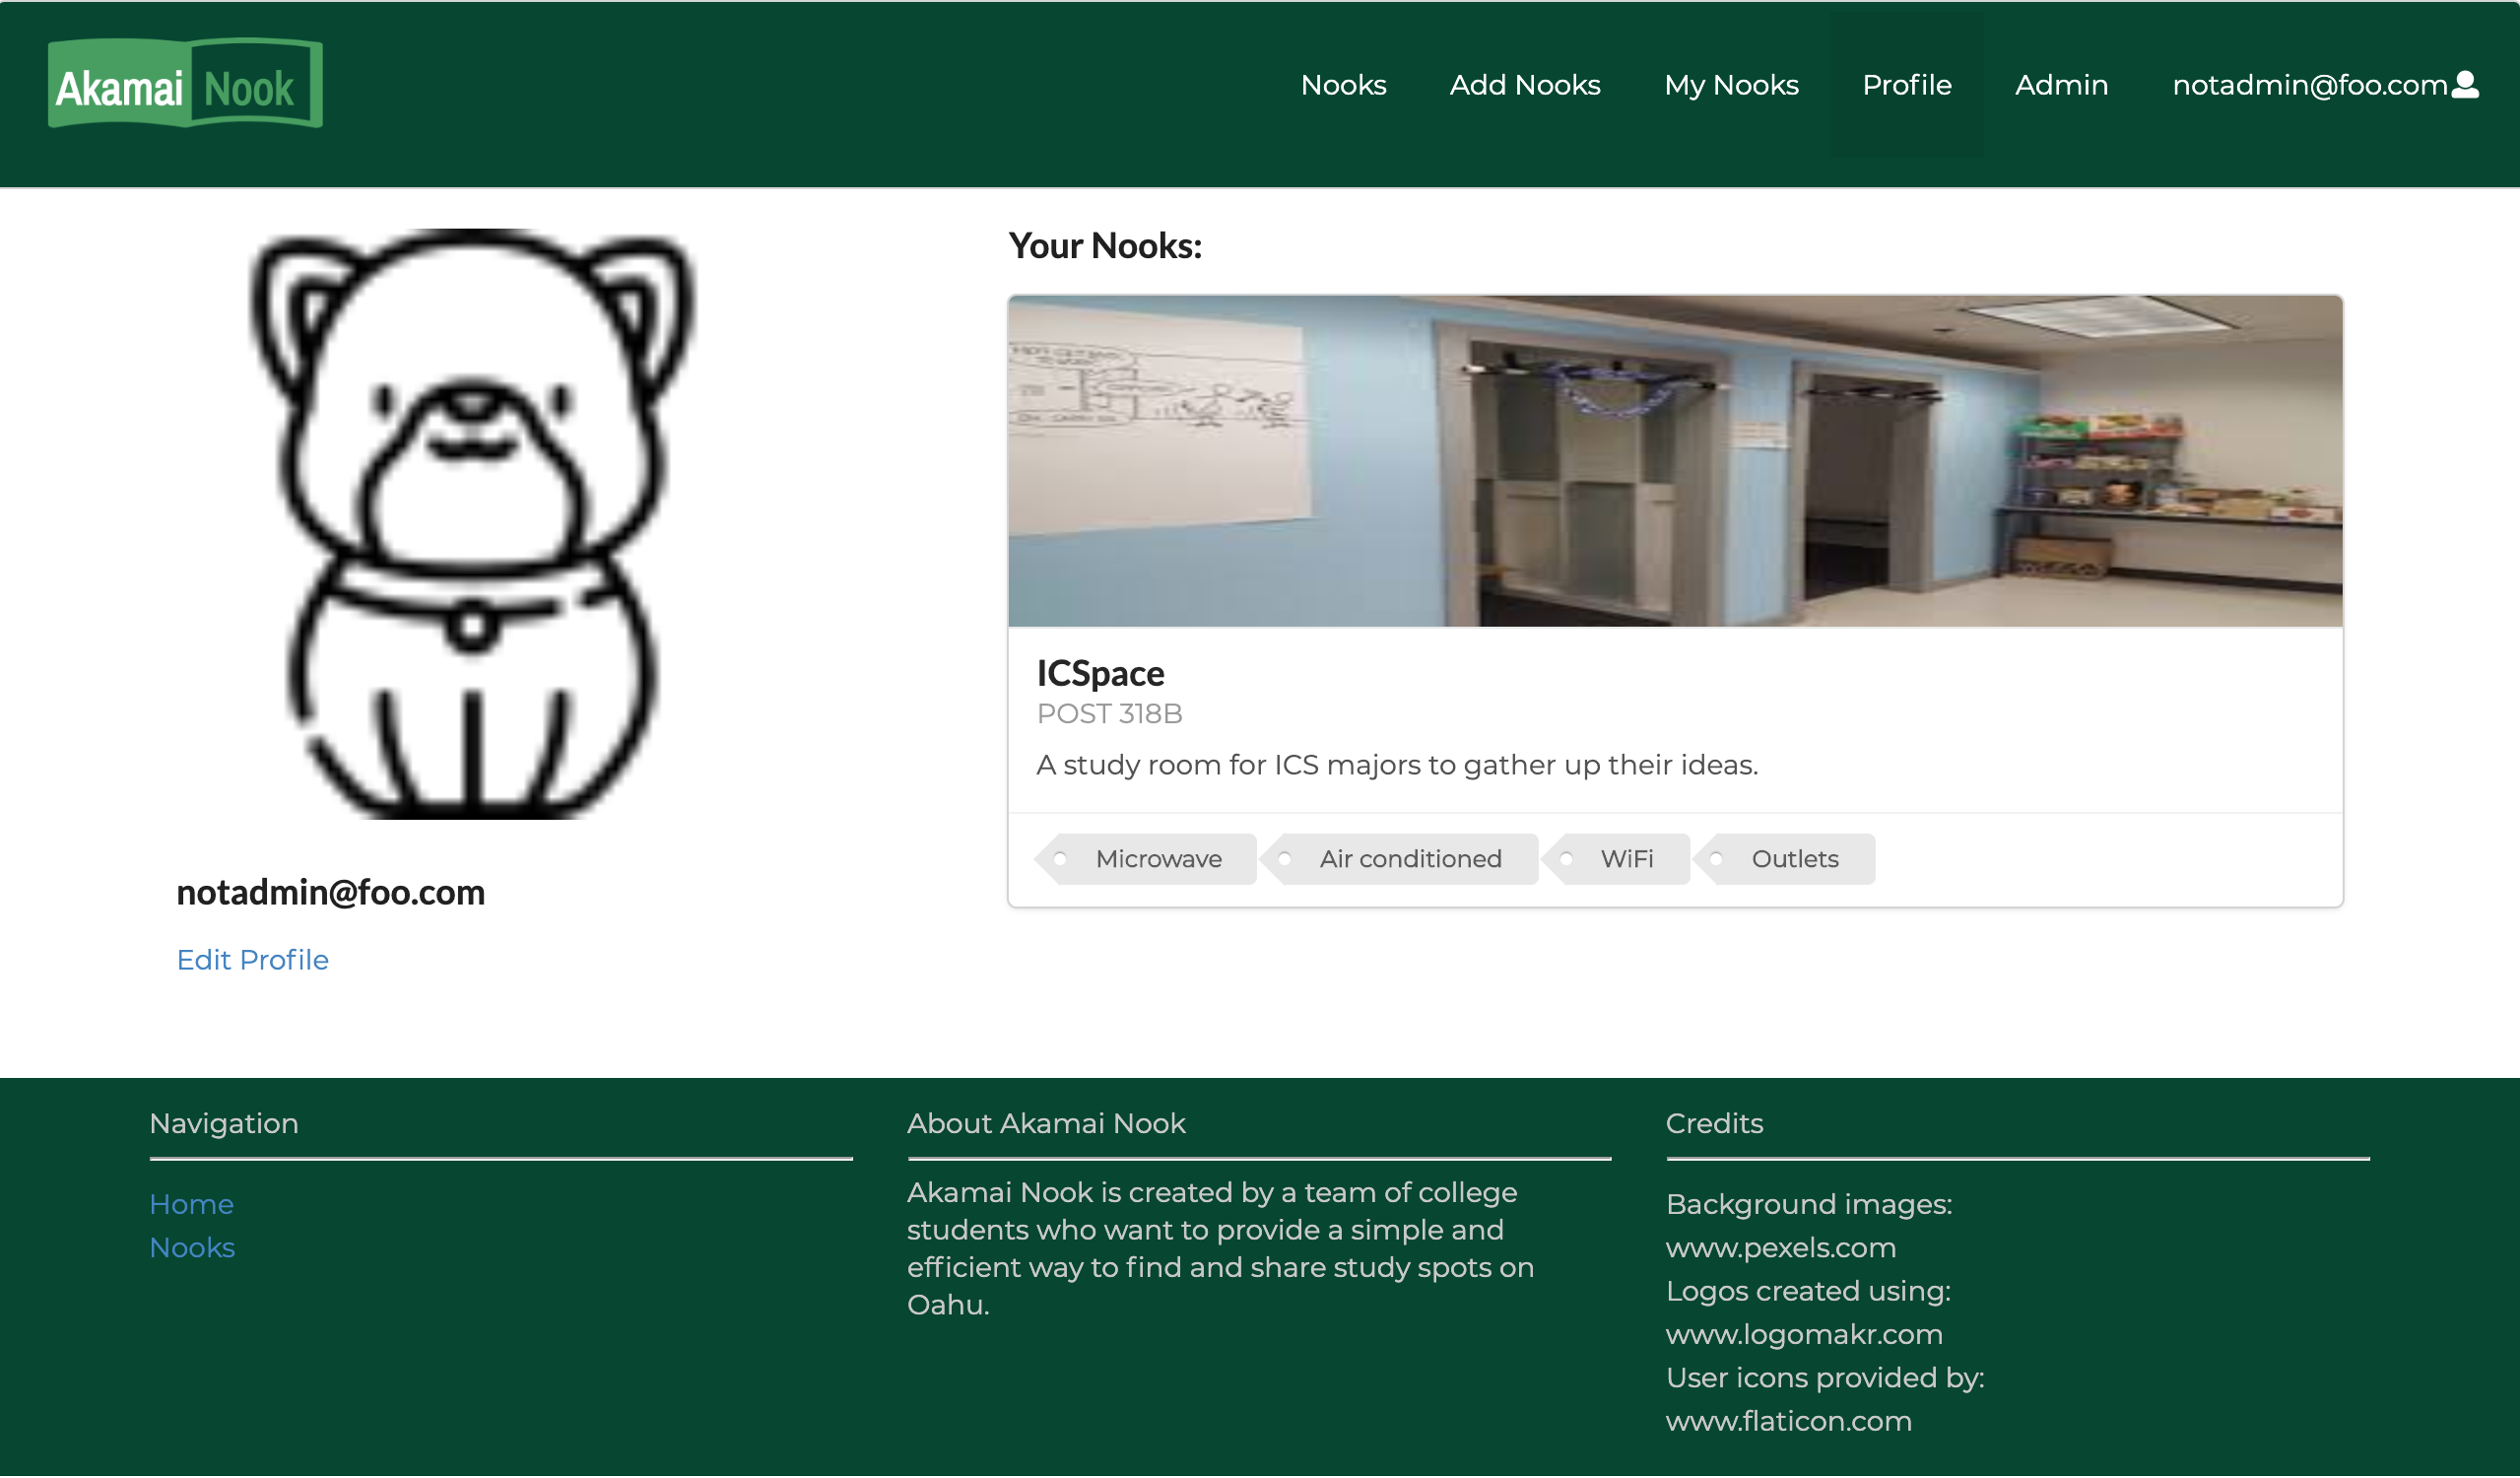 Akamai Nook
Nooks Add Nooks My Nooks Profile Admin notadmin@foo.com
Your Nooks:
ICSpace
POST 318B
A study room for ICS majors to gather up their ideas.
Microwave Air conditioned WiFi Outlets
notadmin@foo.com
Edit Profile
Navigation
Home
Nooks
About Akamai Nook
Akamai Nook is created by a team of college
students who want to provide a simple and
efficient way to find and share study spots on
Oahu.
Credits
Background images:
www.pexels.com
Logos created using:
www.logomakr.com
User icons provided by:
www.flaticon.com